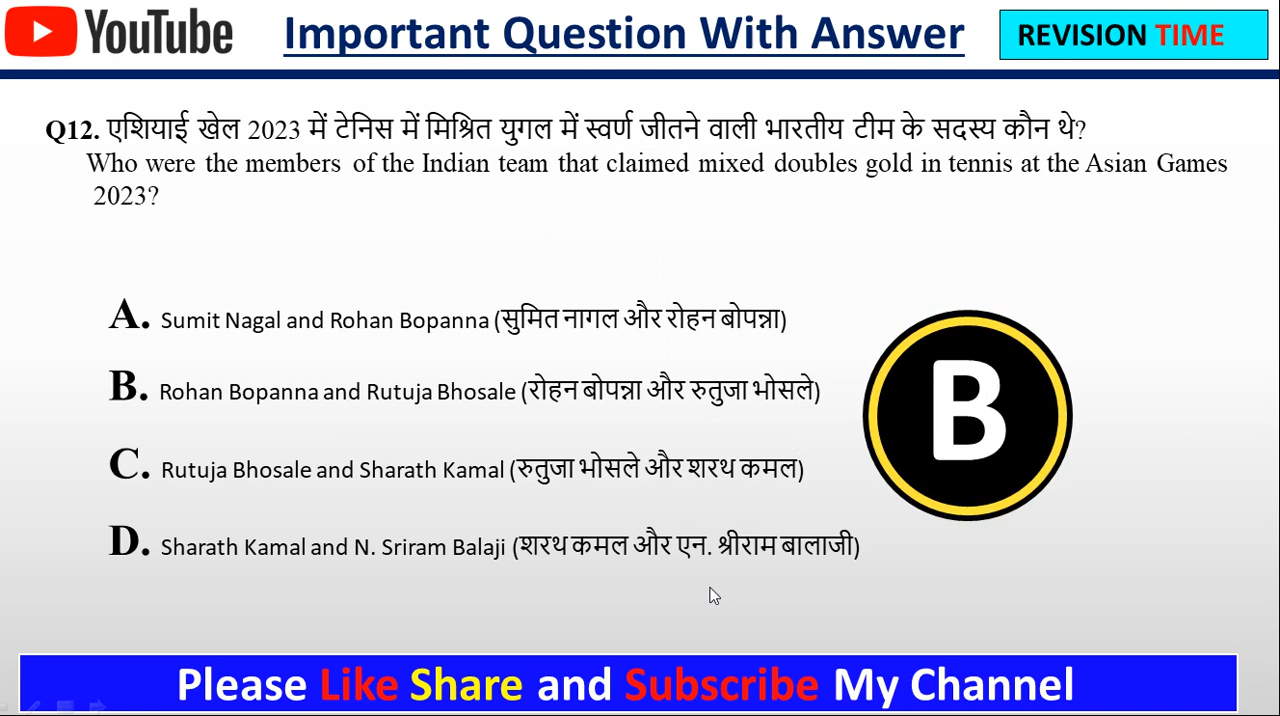 YouTube Important Question With Answer REVISION TIME
Q12. एशियाई खेल 2023 में टेनिस में मिश्रित युगल में स्वर्ण जीतने वाली भारतीय टीम के सदस्य कौन थे?
Who were the members of the Indian team that claimed mixed doubles gold in tennis at the Asian Games
2023?
A. Sumit Nagal and Rohan Bopanna (सुमित नागल और रोहन बोपन्ना)
B. Rohan Bopanna and Rutuja Bhosale (रोहन बोपन्ना और रुतुजा भोसले)
C. Rutuja Bhosale and Sharath Kamal (रुतुजा भोसले और शरथ कमल)
D. Sharath Kamal and N. Sriram Balaji (शरथ कमल और एन. श्रीराम बालाजी)
B
Please Like Share and Subscribe My Channel